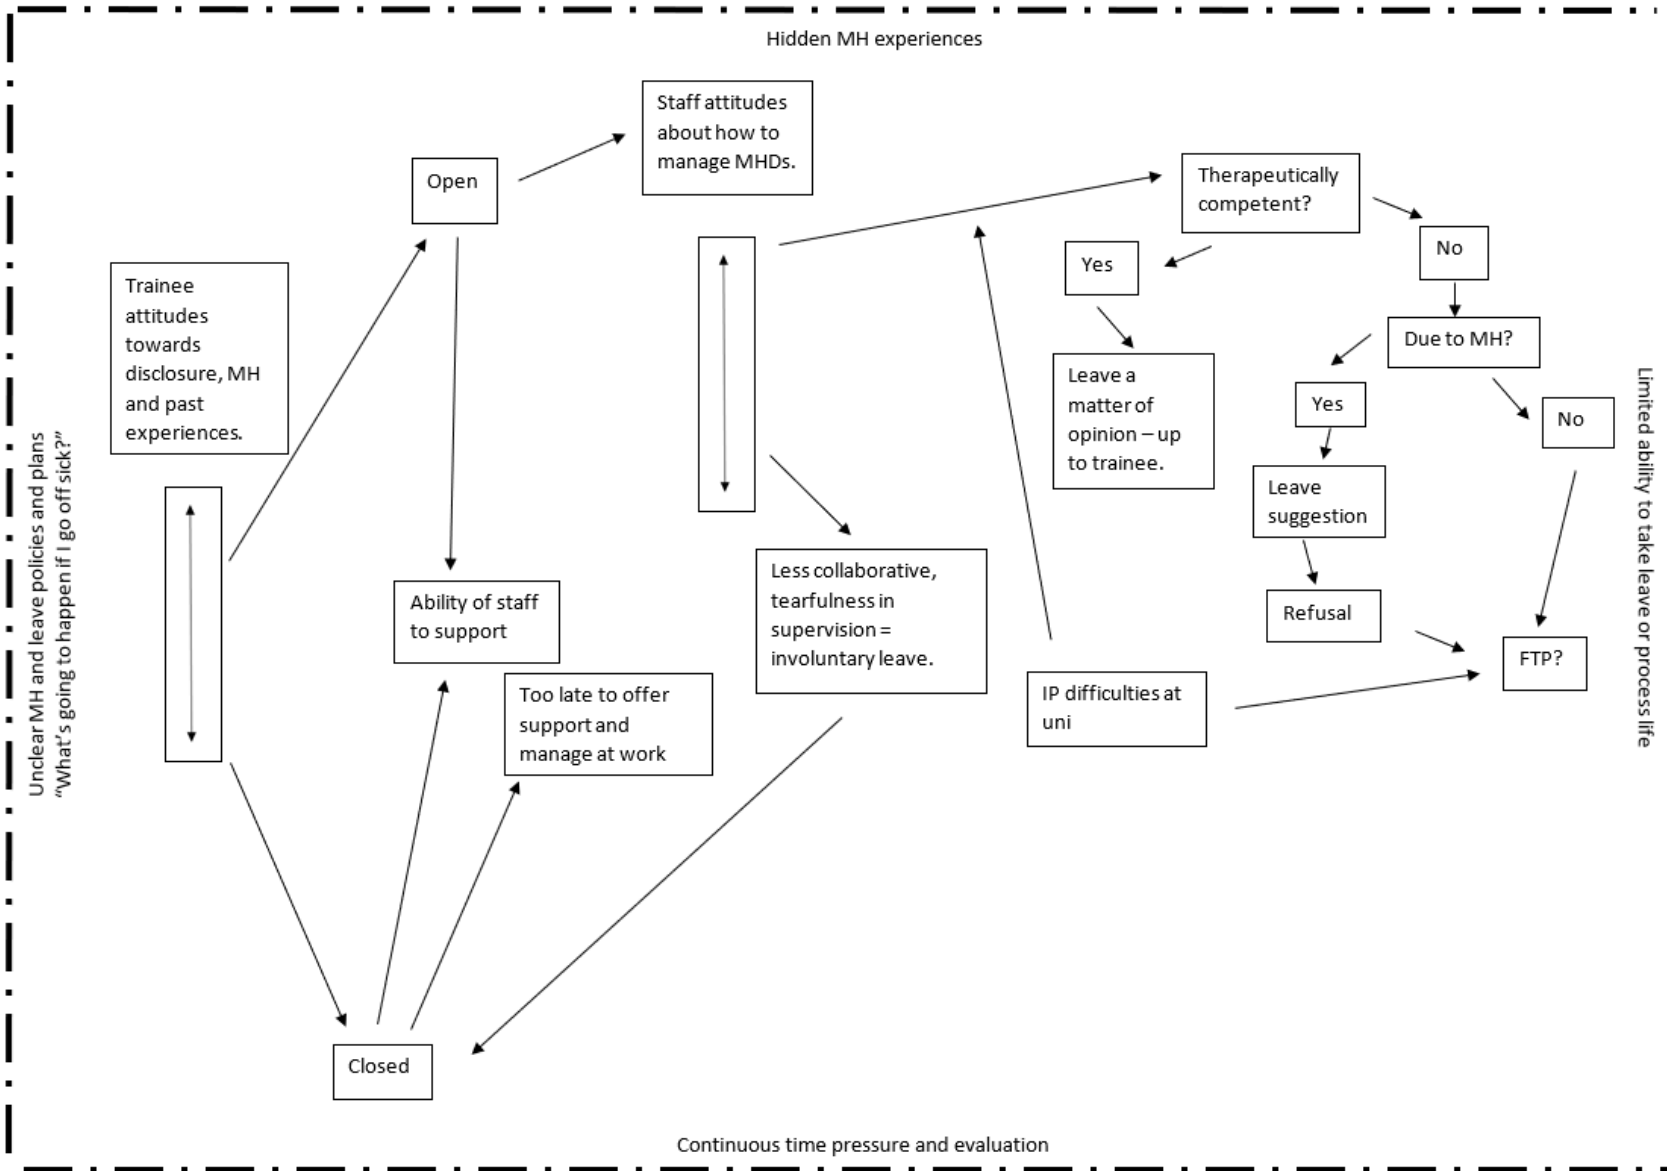 Hidden MH experiences
Staff attitudes
about how to
manage MHDs.
Open
Therapeutically
competent?
No
Yes
Trainee
attitudes
towards
disclosure, MH
and past
experiences.
Due to MH?
Leave a
matter of
opinion – up
to trainee.
Yes
No
Leave
suggestion
Unclear MH and leave policies and plans
“What’s going to happen if I go off sick?”
Limited ability to take leave or process life
Ability of staff
to support
Less collaborative,
tearfulness in
supervision =
involuntary leave.
Refusal
FTP?
Too late to offer
support and
manage at work
IP difficulties at
uni
Closed
Continuous time pressure and evaluation